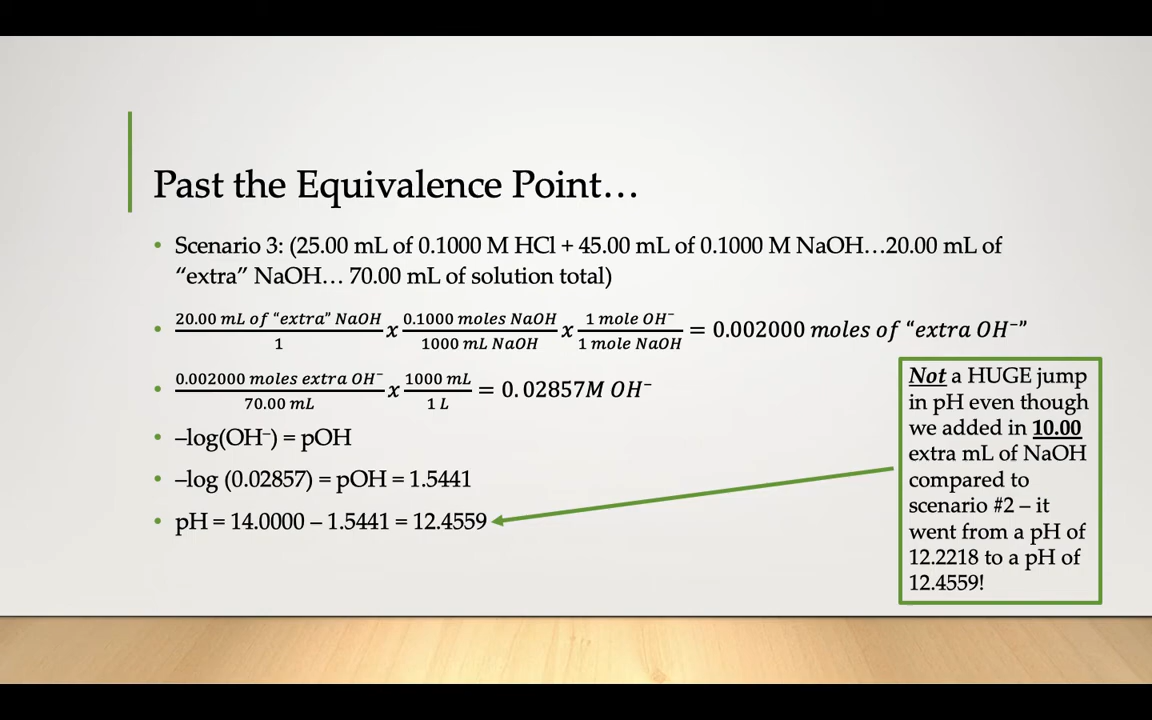 Past the Equivalence Point…
• Scenario 3: (25.00 mL of 0.1000 M HCl + 45.00 mL of 0.1000 M NaOH…20.00 mL of
“extra” NaOH… 70.00 mL of solution total)
• 20.00 mL of “extra” NaOH / 1 x 0.1000 moles NaOH / 1000 mL NaOH x 1 mole OH⁻ / 1 mole NaOH = 0.002000 moles of “extra OH⁻”
• 0.002000 moles extra OH⁻ / 70.00 mL x 1000 mL / 1 L = 0.02857M OH⁻
• –log(OH⁻) = pOH
• –log (0.02857) = pOH = 1.5441
• pH = 14.0000 – 1.5441 = 12.4559
Not a HUGE jump
in pH even though
we added in 10.00
extra mL of NaOH
compared to
scenario #2 – it
went from a pH of
12.2218 to a pH of
12.4559!